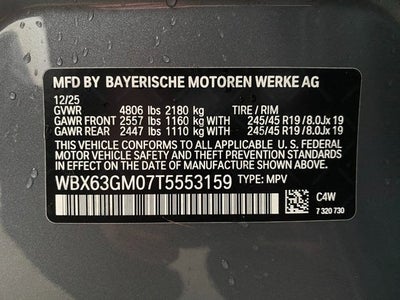 MFD BY BAYERISCHE MOTOREN WERKE AG
12/25
GVWR 4806 lbs 2180 kg TIRE / RIM
GAWR FRONT 2557 lbs 1160 kg WITH 245/45 R19 / 8.0Jx 19
GAWR REAR 2447 lbs 1110 kg WITH 245/45 R19 / 8.0Jx 19
THIS VEHICLE CONFORMS TO ALL APPLICABLE U.S. FEDERAL
MOTOR VEHICLE SAFETY, BUMPER AND THEFT PREVENTION STANDARDS
IN EFFECT ON THE DATE OF MANUFACTURE SHOWN ABOVE.
WBX63GM07T5553159 TYPE: MPV
C4W
7 320 730